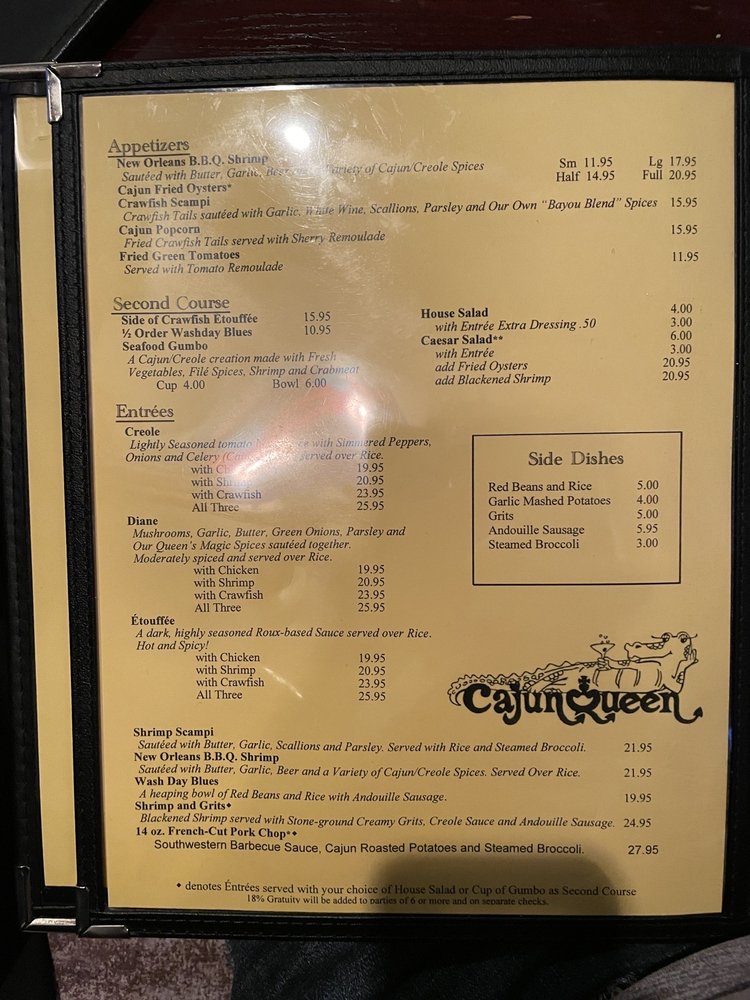 Appetizers
New Orleans B.B.Q. Shrimp Sm 11.95 Lg 17.95
Sautéed with Butter, Garlic, Variety of Cajun/Creole Spices
Cajun Fried Oysters* Half 14.95 Full 20.95
Crawfish Scampi
Crawfish Tails sautéed with Garlic, White Wine, Scallions, Parsley and Our Own "Bayou Blend" Spices 15.95
Cajun Popcorn 15.95
Fried Crawfish Tails served with Sherry Remoulade
Fried Green Tomatoes 11.95
Served with Tomato Remoulade
Second Course
Side of Crawfish Etouffée 15.95
½ Order Washday Blues 10.95
Seafood Gumbo
A Cajun/Creole creation made with Fresh
Vegetables, Filé Spices, Shrimp and Crabmeat
Cup 4.00 Bowl 6.00
House Salad 4.00
with Entrée Extra Dressing .50 3.00
Caesar Salad** 6.00
with Entrée 3.00
add Fried Oysters 20.95
add Blackened Shrimp 20.95
Entrées
Creole
Lightly Seasoned tomato with Simmered Peppers,
Onions and Celery served over Rice.
with 19.95
with Shrimp 20.95
with Crawfish 23.95
All Three 25.95
Diane
Mushrooms, Garlic, Butter, Green Onions, Parsley and
Our Queen's Magic Spices sautéed together.
Moderately spiced and served over Rice.
with Chicken 19.95
with Shrimp 20.95
with Crawfish 23.95
All Three 25.95
Étouffée
A dark, highly seasoned Roux-based Sauce served over Rice.
Hot and Spicy!
with Chicken 19.95
with Shrimp 20.95
with Crawfish 23.95
All Three 25.95
Side Dishes
Red Beans and Rice 5.00
Garlic Mashed Potatoes 4.00
Grits 5.00
Andouille Sausage 5.95
Steamed Broccoli 3.00
Cajun Queen
Shrimp Scampi
Sautéed with Butter, Garlic, Scallions and Parsley. Served with Rice and Steamed Broccoli. 21.95
New Orleans B.B.Q. Shrimp
Sautéed with Butter, Garlic, Beer and a Variety of Cajun/Creole Spices. Served Over Rice. 21.95
Wash Day Blues
A heaping bowl of Red Beans and Rice with Andouille Sausage. 19.95
Shrimp and Grits♦
Blackened Shrimp served with Stone-ground Creamy Grits, Creole Sauce and Andouille Sausage. 24.95
14 oz. French-Cut Pork Chop*♦
Southwestern Barbecue Sauce, Cajun Roasted Potatoes and Steamed Broccoli. 27.95
♦ denotes Éntrées served with your choice of House Salad or Cup of Gumbo as Second Course
18% Gratuity will be added to parties of 6 or more and on separate checks.